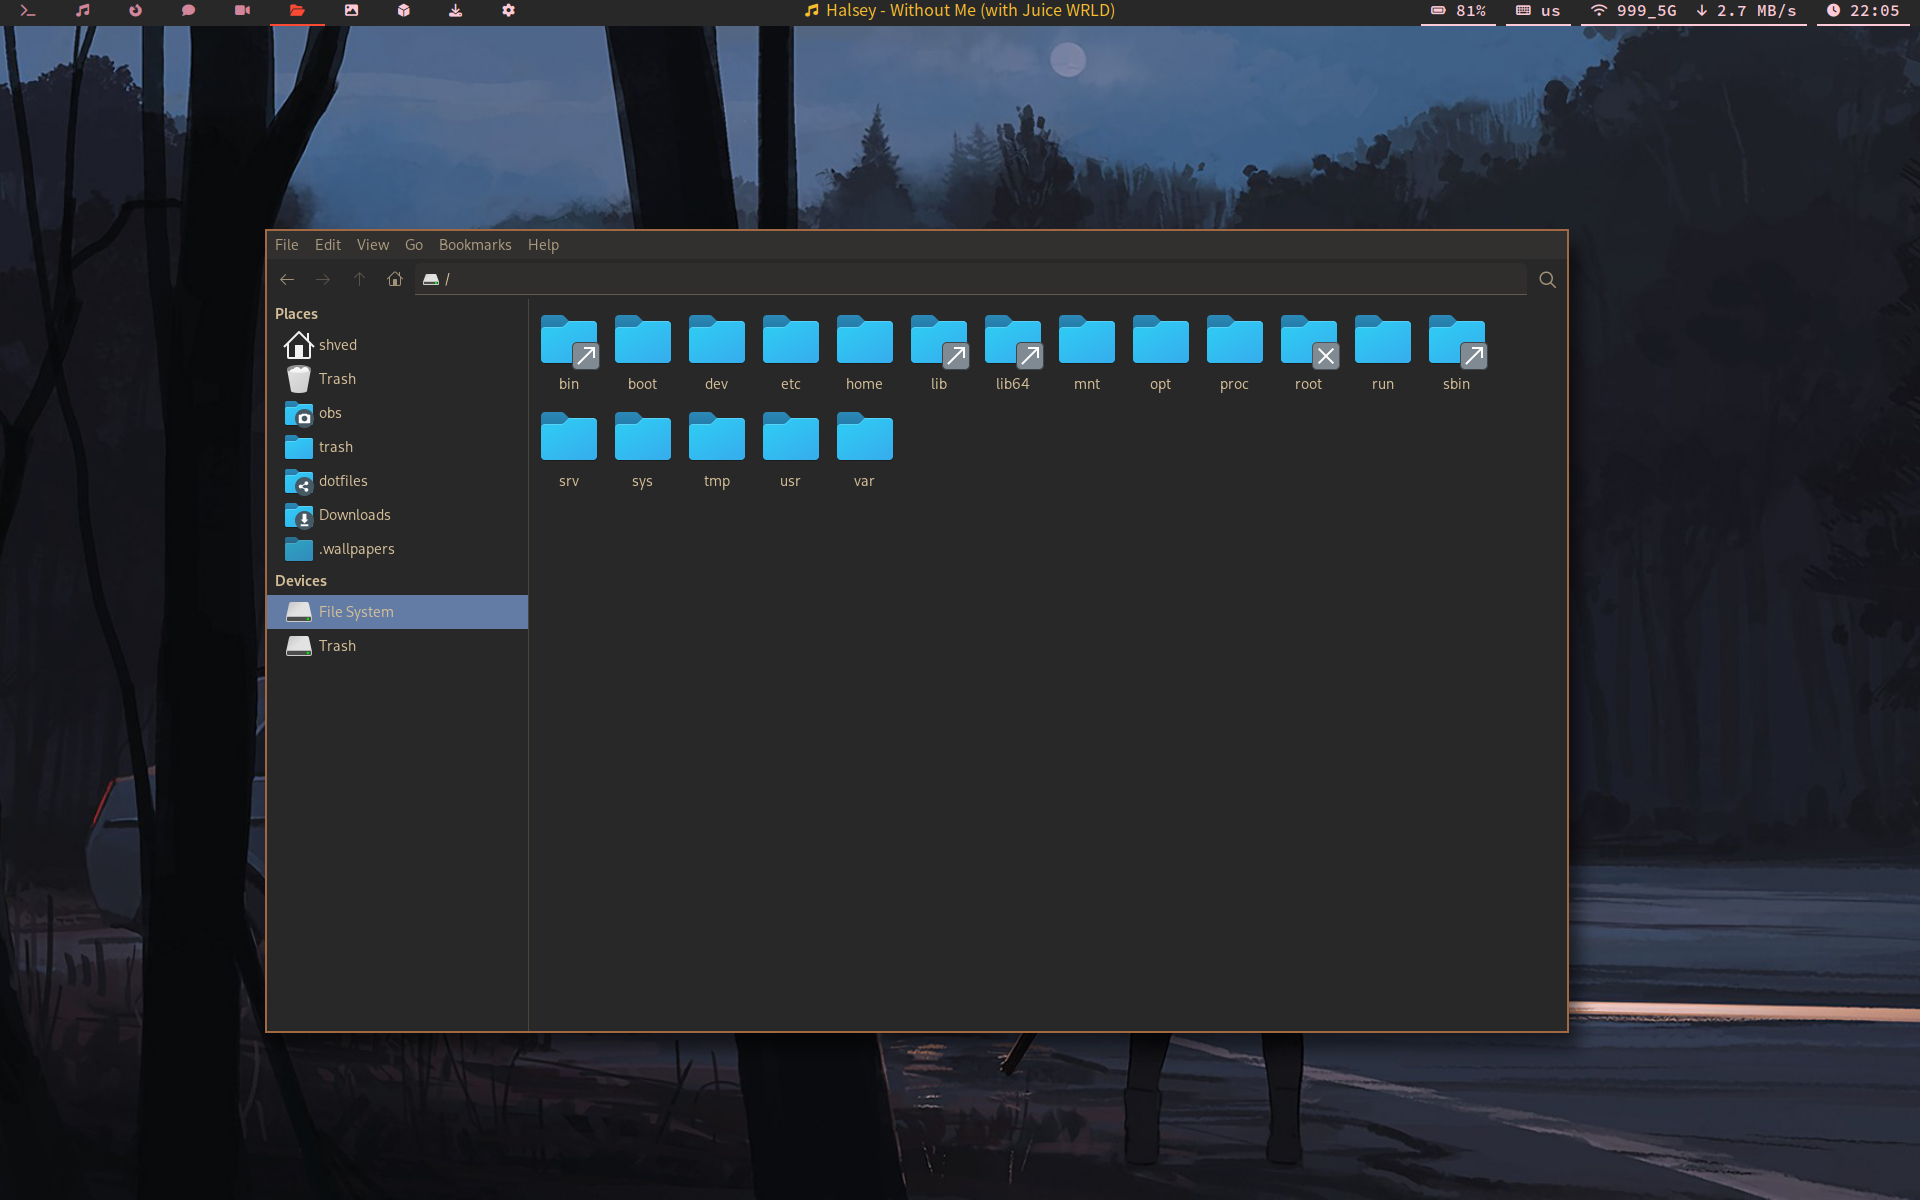 Halsey - Without Me (with Juice WRLD)
81%
us
999_5G
2.7 MB/s
22:05
File Edit View Go Bookmarks Help
/
Places
shved
Trash
obs
trash
dotfiles
Downloads
.wallpapers
Devices
File System
Trash
bin boot dev etc home lib lib64 mnt opt proc root run sbin
srv sys tmp usr var